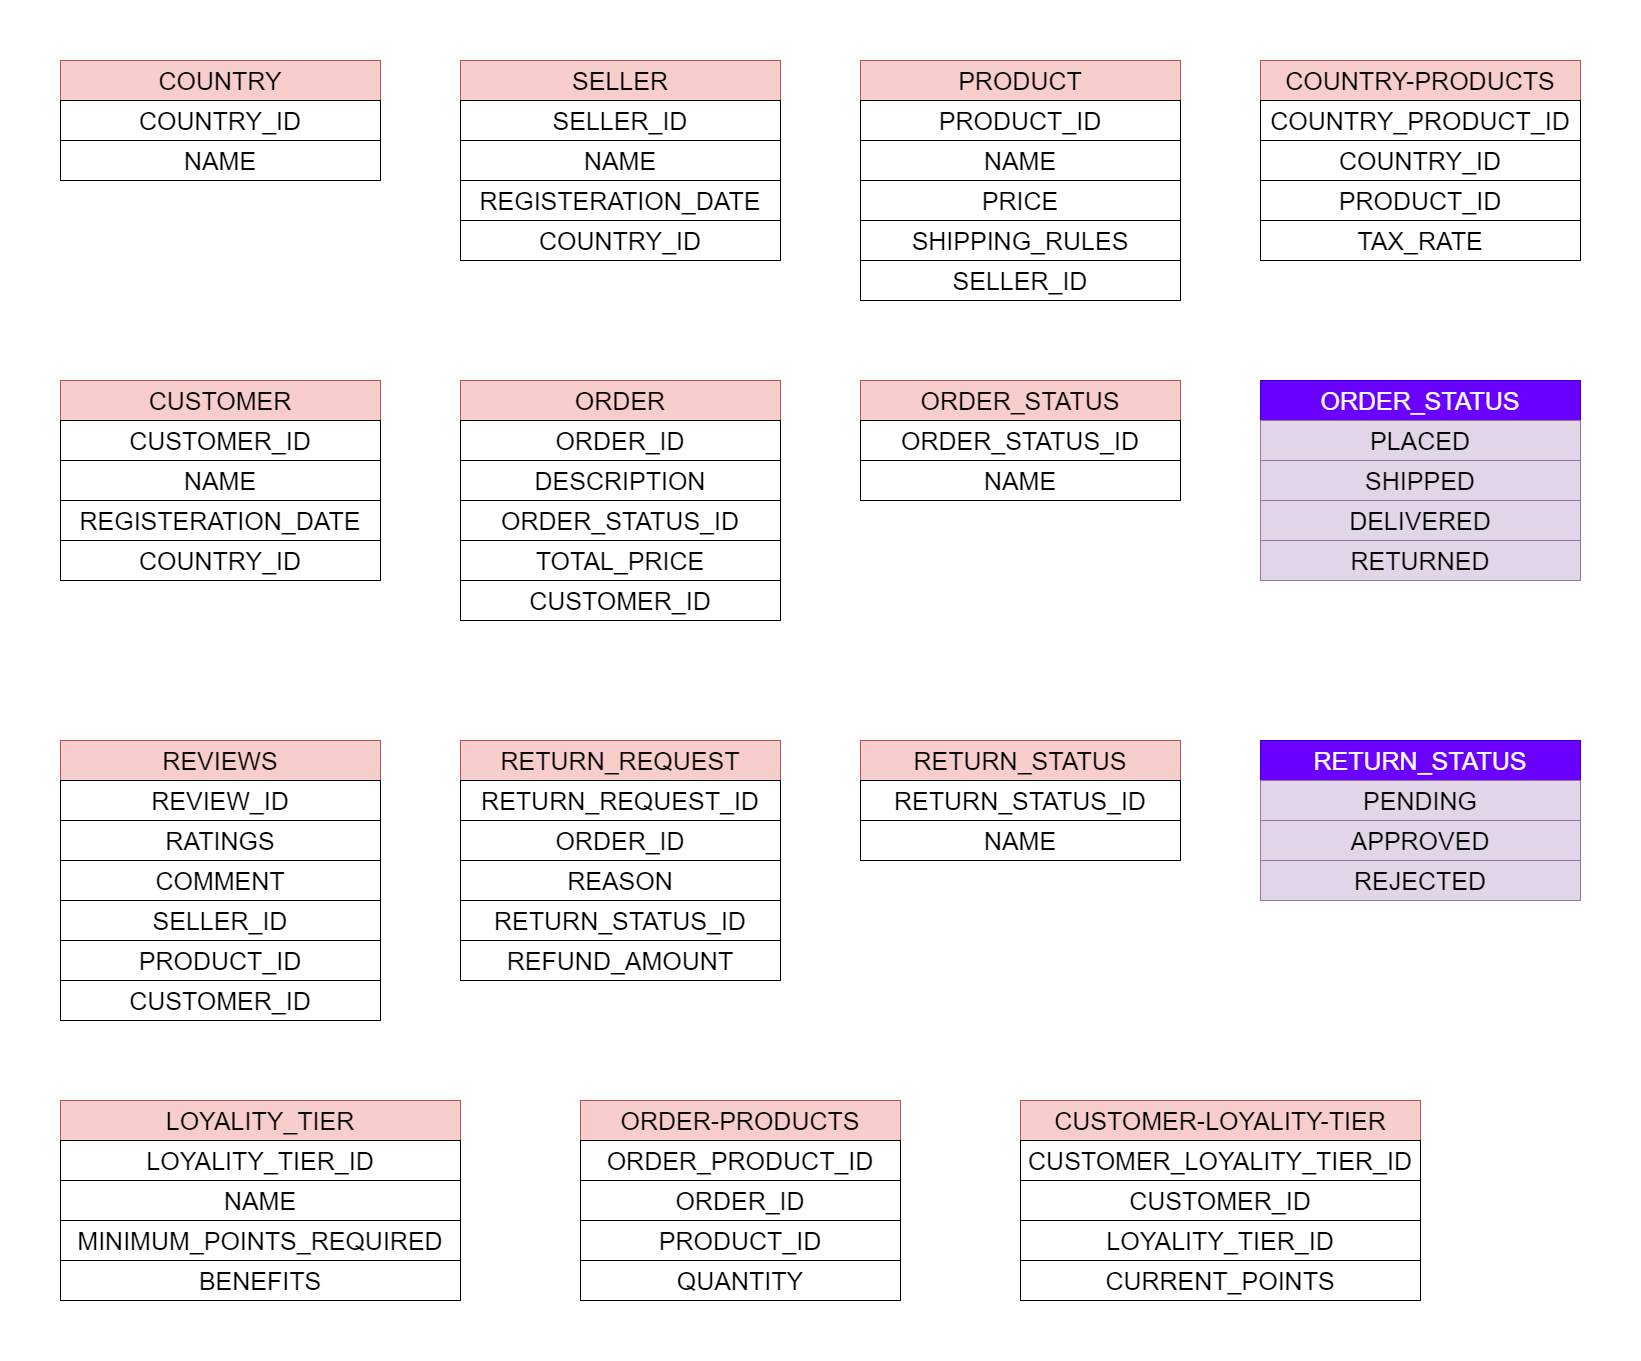 COUNTRY
COUNTRY_ID
NAME
SELLER
SELLER_ID
NAME
REGISTERATION_DATE
COUNTRY_ID
PRODUCT
PRODUCT_ID
NAME
PRICE
SHIPPING_RULES
SELLER_ID
COUNTRY-PRODUCTS
COUNTRY_PRODUCT_ID
COUNTRY_ID
PRODUCT_ID
TAX_RATE
CUSTOMER
CUSTOMER_ID
NAME
REGISTERATION_DATE
COUNTRY_ID
ORDER
ORDER_ID
DESCRIPTION
ORDER_STATUS_ID
TOTAL_PRICE
CUSTOMER_ID
ORDER_STATUS
ORDER_STATUS_ID
NAME
ORDER_STATUS
PLACED
SHIPPED
DELIVERED
RETURNED
REVIEWS
REVIEW_ID
RATINGS
COMMENT
SELLER_ID
PRODUCT_ID
CUSTOMER_ID
RETURN_REQUEST
RETURN_REQUEST_ID
ORDER_ID
REASON
RETURN_STATUS_ID
REFUND_AMOUNT
RETURN_STATUS
RETURN_STATUS_ID
NAME
RETURN_STATUS
PENDING
APPROVED
REJECTED
LOYALITY_TIER
LOYALITY_TIER_ID
NAME
MINIMUM_POINTS_REQUIRED
BENEFITS
ORDER-PRODUCTS
ORDER_PRODUCT_ID
ORDER_ID
PRODUCT_ID
QUANTITY
CUSTOMER-LOYALITY-TIER
CUSTOMER_LOYALITY_TIER_ID
CUSTOMER_ID
LOYALITY_TIER_ID
CURRENT_POINTS